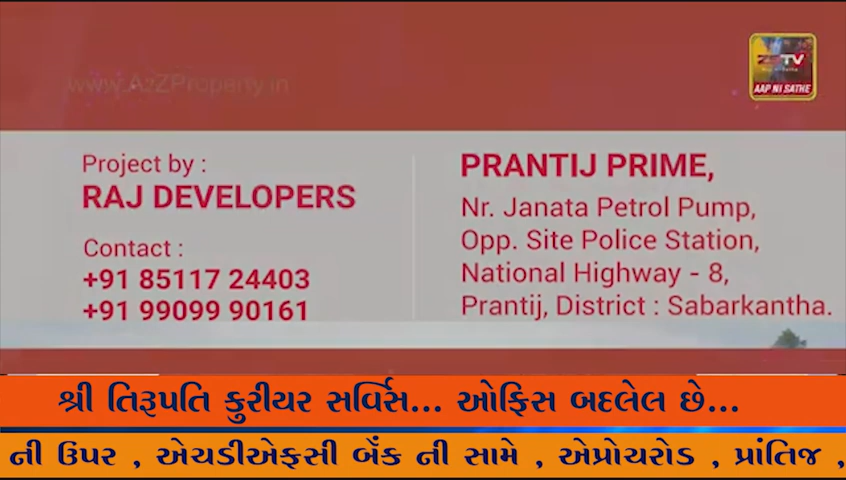 www.A2ZProperty.in
TV
AAP NI SATHE
Project by :
RAJ DEVELOPERS
Contact :
+91 85117 24403
+91 99099 90161
PRANTIJ PRIME,
Nr. Janata Petrol Pump,
Opp. Site Police Station,
National Highway - 8,
Prantij, District : Sabarkantha.
શ્રી તિરૂપતિ કુરીયર સર્વિસ... ઓફિસ બદલેલ છે...
ની ઉપર , એચડીએફસી બેંક ની સામે , એપ્રોચરોડ , પ્રાંતિજ ,